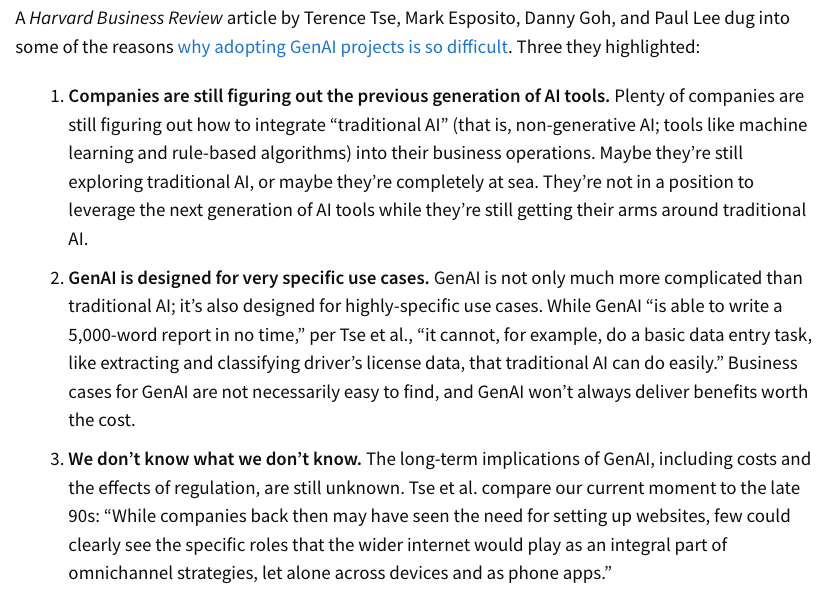 A Harvard Business Review article by Terence Tse, Mark Esposito, Danny Goh, and Paul Lee dug into
some of the reasons why adopting GenAI projects is so difficult. Three they highlighted:
1. Companies are still figuring out the previous generation of AI tools. Plenty of companies are
still figuring out how to integrate “traditional AI” (that is, non-generative AI; tools like machine
learning and rule-based algorithms) into their business operations. Maybe they’re still
exploring traditional AI, or maybe they’re completely at sea. They’re not in a position to
leverage the next generation of AI tools while they’re still getting their arms around traditional
AI.
2. GenAI is designed for very specific use cases. GenAI is not only much more complicated than
traditional AI; it’s also designed for highly-specific use cases. While GenAI “is able to write a
5,000-word report in no time,” per Tse et al., “it cannot, for example, do a basic data entry task,
like extracting and classifying driver’s license data, that traditional AI can do easily.” Business
cases for GenAI are not necessarily easy to find, and GenAI won’t always deliver benefits worth
the cost.
3. We don’t know what we don’t know. The long-term implications of GenAI, including costs and
the effects of regulation, are still unknown. Tse et al. compare our current moment to the late
90s: “While companies back then may have seen the need for setting up websites, few could
clearly see the specific roles that the wider internet would play as an integral part of
omnichannel strategies, let alone across devices and as phone apps.”